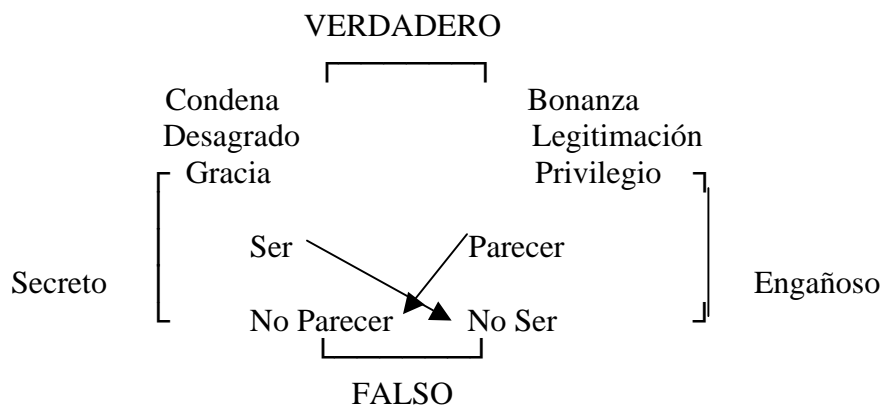 VERDADERO
Condena Bonanza
Desagrado Legitimación
Gracia Privilegio
Ser Parecer
Secreto Engañoso
No Parecer No Ser
FALSO